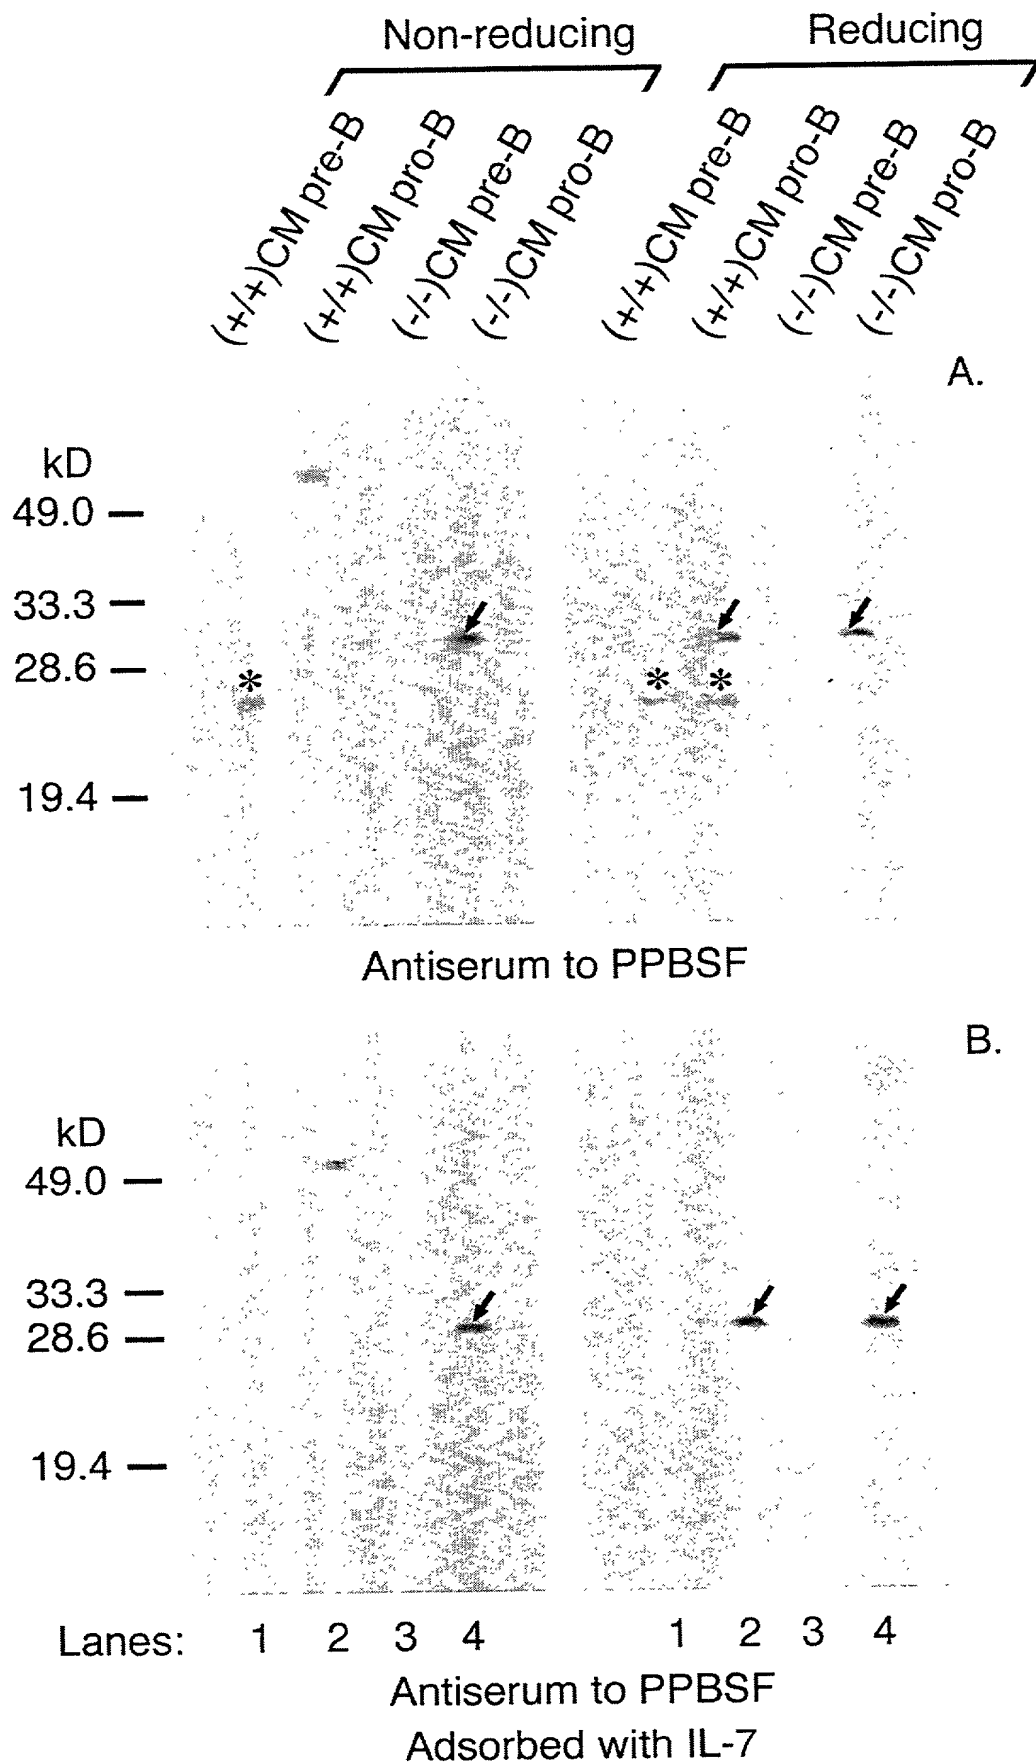 Non-reducing Reducing
(+/+)CM pre-B (+/+)CM pro-B (-/-)CM pre-B (-/-)CM pro-B (+/+)CM pre-B (+/+)CM pro-B (-/-)CM pre-B (-/-)CM pro-B
A.
kD
49.0
33.3
28.6
* * *
19.4
Antiserum to PPBSF
B.
kD
49.0
33.3
28.6
19.4
Lanes: 1 2 3 4 1 2 3 4
Antiserum to PPBSF
Adsorbed with IL-7